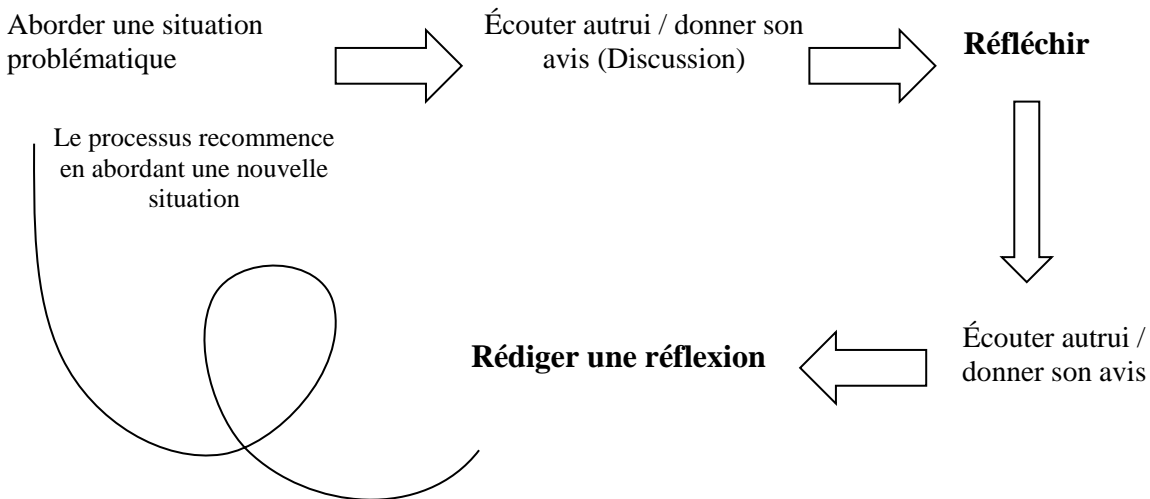 Aborder une situation
problématique
Écouter autrui / donner son
avis (Discussion)
Réfléchir
Le processus recommence
en abordant une nouvelle
situation
Écouter autrui /
donner son avis
Rédiger une réflexion